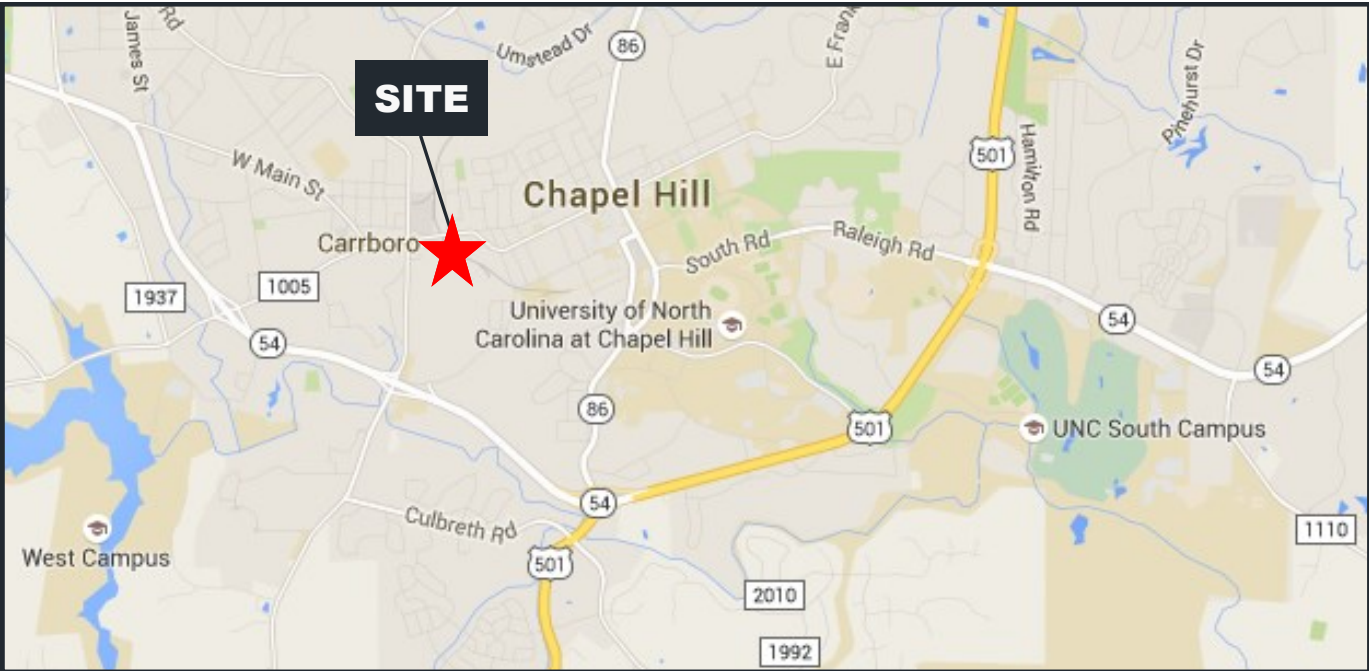 James St
Rd
Umstead Dr
86
E Frank
Pinehurst Dr
SITE
501
Hamilton Rd
W Main St
Chapel Hill
Carrboro
South Rd
Raleigh Rd
1937
1005
University of North
Carolina at Chapel Hill
54
54
54
86
501
UNC South Campus
54
Culbreth Rd
West Campus
501
1110
2010
1992